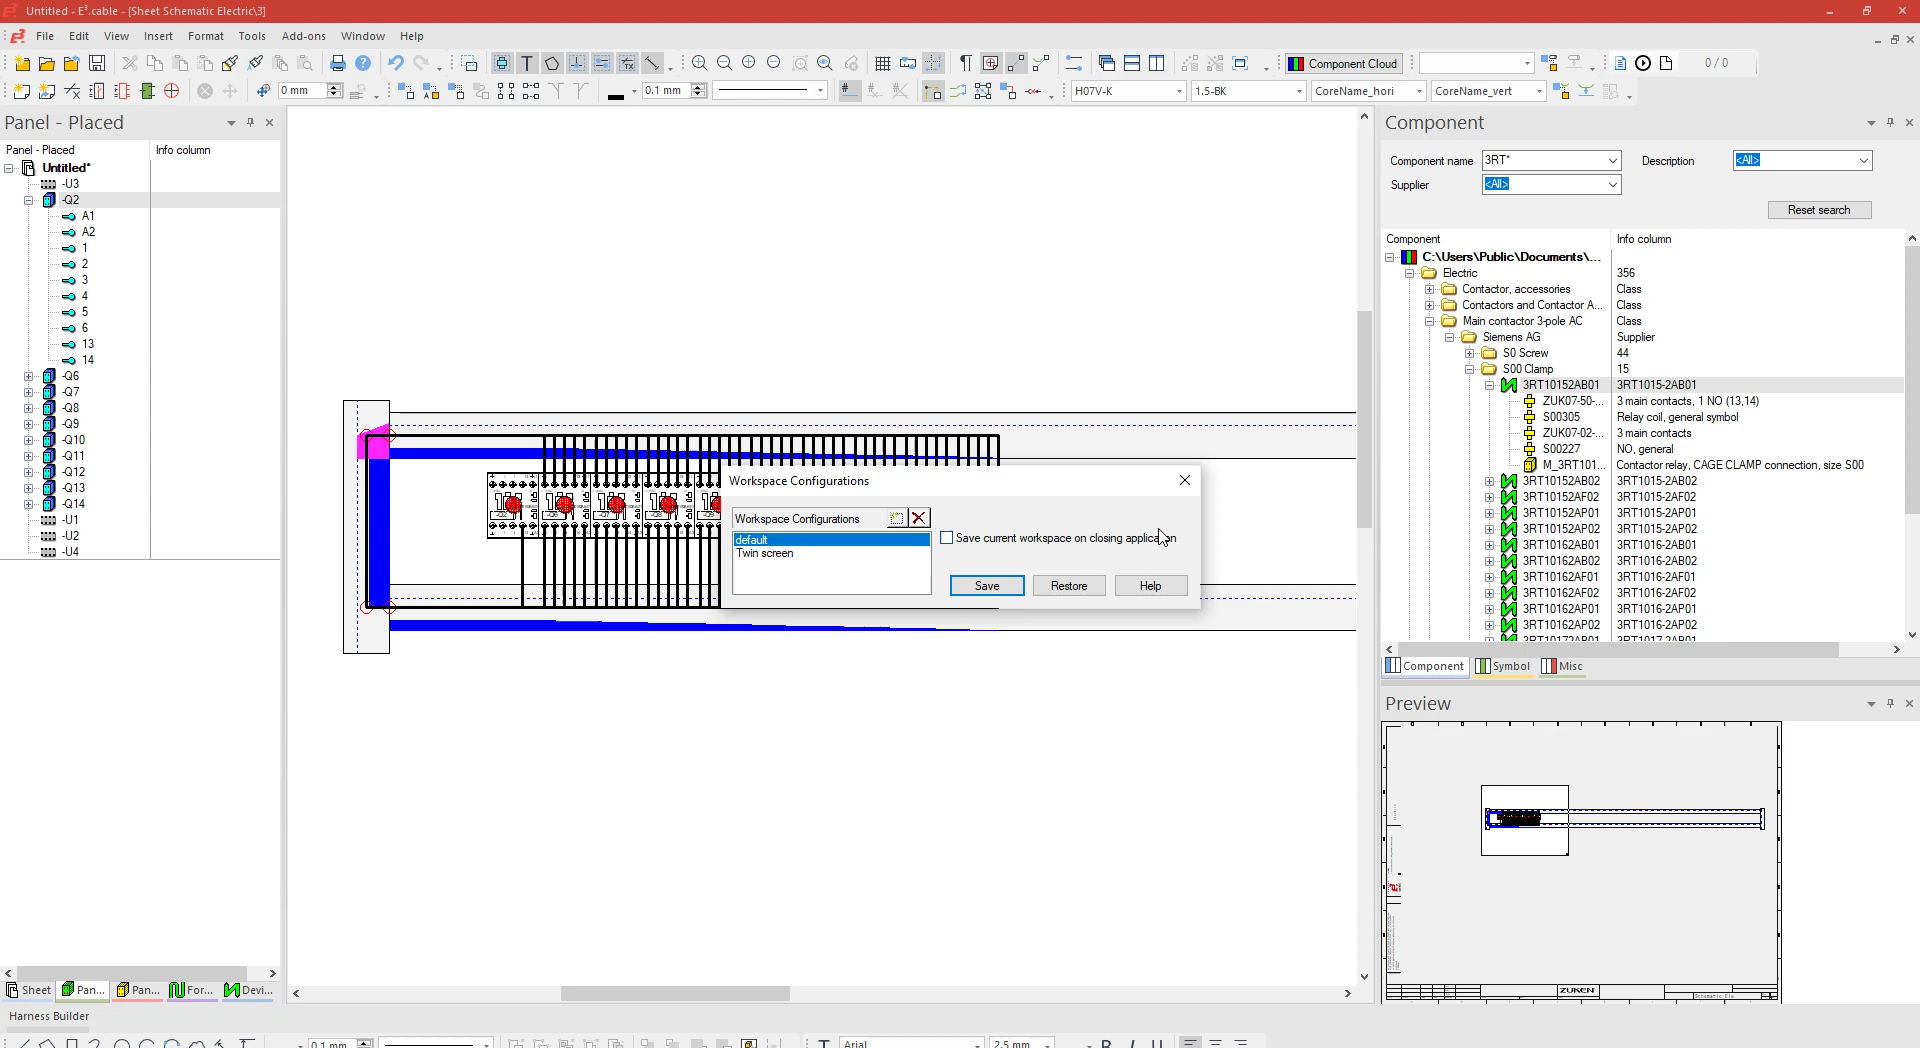 Untitled - E³.cable - [Sheet Schematic Electric\3]
File Edit View Insert Format Tools Add-ons Window Help
Component Cloud
0 / 0
0 mm
0.1 mm
H07V-K
1.5-BK
CoreName_hori
CoreName_vert
Panel - Placed
Panel - Placed Info column
Untitled*
-U3
-Q2
A1
A2
1
2
3
4
5
6
13
14
-Q6
-Q7
-Q8
-Q9
-Q10
-Q11
-Q12
-Q13
-Q14
-U1
-U2
-U4
Sheet Pan... Pan... For... Devi...
Harness Builder
Workspace Configurations
Workspace Configurations
default
Twin screen
Save current workspace on closing application
Save Restore Help
Component
Component name 3RT* Description <All>
Supplier <All>
Reset search
Component Info column
C:\Users\Public\Documents\...
Electric 356
Contactor, accessories Class
Contactors and Contactor A... Class
Main contactor 3-pole AC Class
Siemens AG Supplier
S0 Screw 44
S00 Clamp 15
3RT10152AB01 3RT1015-2AB01
ZUK07-50-... 3 main contacts, 1 NO (13,14)
S00305 Relay coil, general symbol
ZUK07-02-... 3 main contacts
S00227 NO, general
M_3RT101... Contactor relay, CAGE CLAMP connection, size S00
3RT10152AB02 3RT1015-2AB02
3RT10152AF02 3RT1015-2AF02
3RT10152AP01 3RT1015-2AP01
3RT10152AP02 3RT1015-2AP02
3RT10162AB01 3RT1016-2AB01
3RT10162AB02 3RT1016-2AB02
3RT10162AF01 3RT1016-2AF01
3RT10162AF02 3RT1016-2AF02
3RT10162AP01 3RT1016-2AP01
3RT10162AP02 3RT1016-2AP02
3RT10172AB01 3RT1017-2AB01
Component Symbol Misc
Preview
ZUKEN
0.1 mm
Arial
2.5 mm